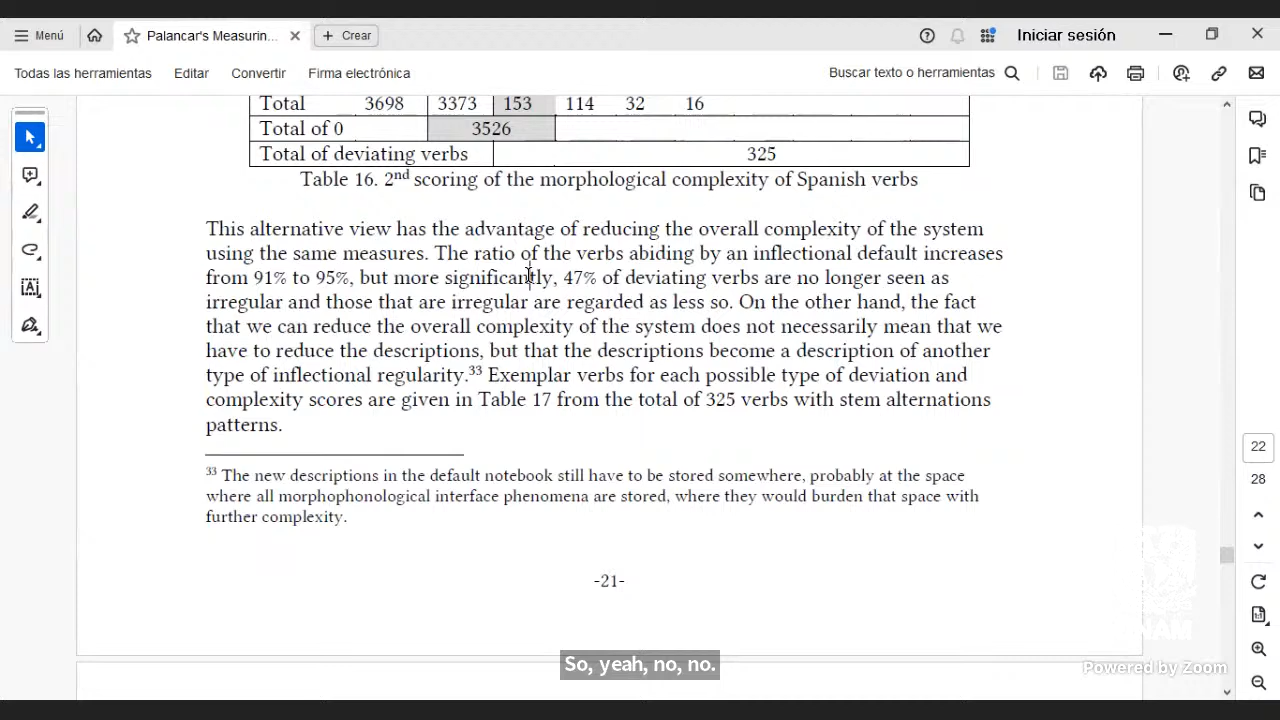 Menú
Palancar's Measurin...
Crear
Iniciar sesión
Todas las herramientas
Editar
Convertir
Firma electrónica
Buscar texto o herramientas
Total 3698 3373 153 114 32 16
Total of 0 3526
Total of deviating verbs 325
Table 16. 2nd scoring of the morphological complexity of Spanish verbs
This alternative view has the advantage of reducing the overall complexity of the system
using the same measures. The ratio of the verbs abiding by an inflectional default increases
from 91% to 95%, but more significantly, 47% of deviating verbs are no longer seen as
irregular and those that are irregular are regarded as less so. On the other hand, the fact
that we can reduce the overall complexity of the system does not necessarily mean that we
have to reduce the descriptions, but that the descriptions become a description of another
type of inflectional regularity.33 Exemplar verbs for each possible type of deviation and
complexity scores are given in Table 17 from the total of 325 verbs with stem alternations
patterns.
33 The new descriptions in the default notebook still have to be stored somewhere, probably at the space
where all morphophonological interface phenomena are stored, where they would burden that space with
further complexity.
-21-
22
28
1:1
So, yeah, no, no.
Powered by Zoom